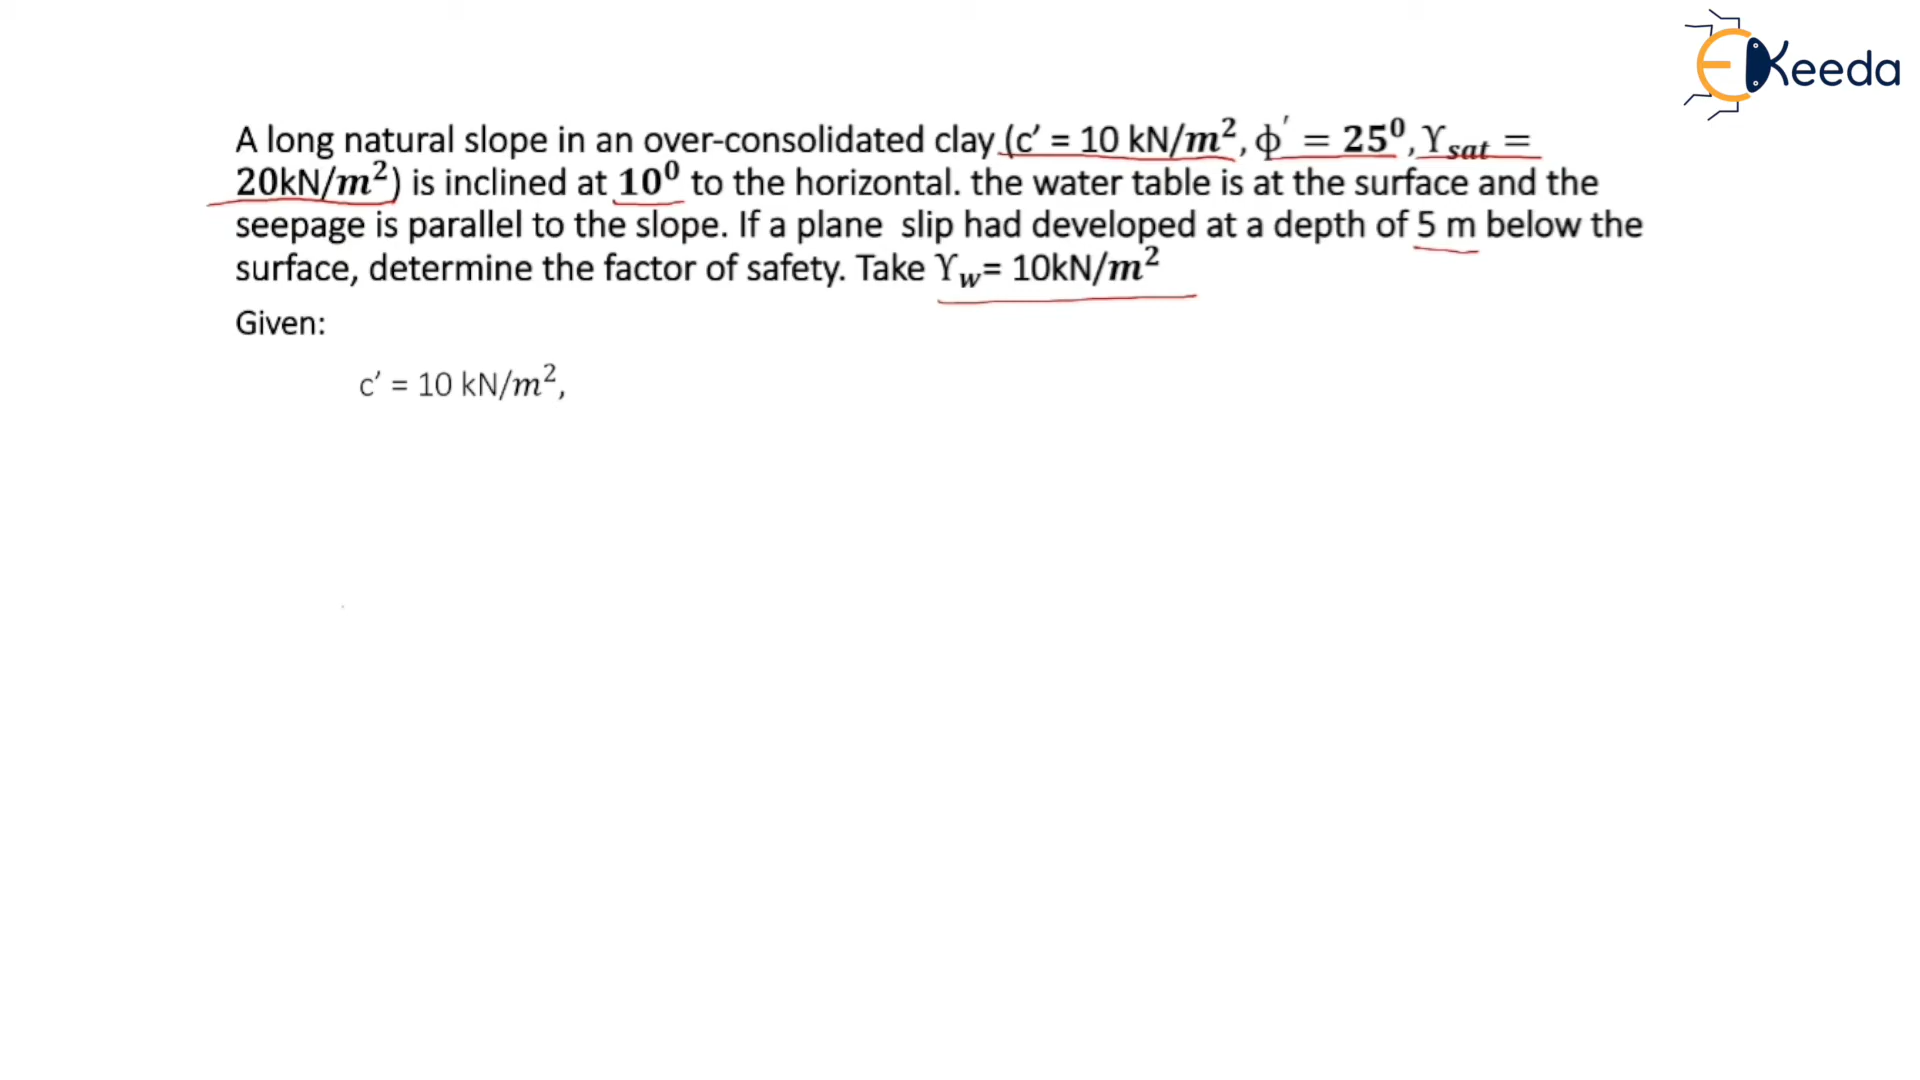 EKeeda
A long natural slope in an over-consolidated clay (c’ = 10 kN/m², ϕ′ = 25⁰, ϒsat =
20kN/m²) is inclined at 10⁰ to the horizontal. the water table is at the surface and the
seepage is parallel to the slope. If a plane slip had developed at a depth of 5 m below the
surface, determine the factor of safety. Take ϒw= 10kN/m²
Given:
c’ = 10 kN/m²,